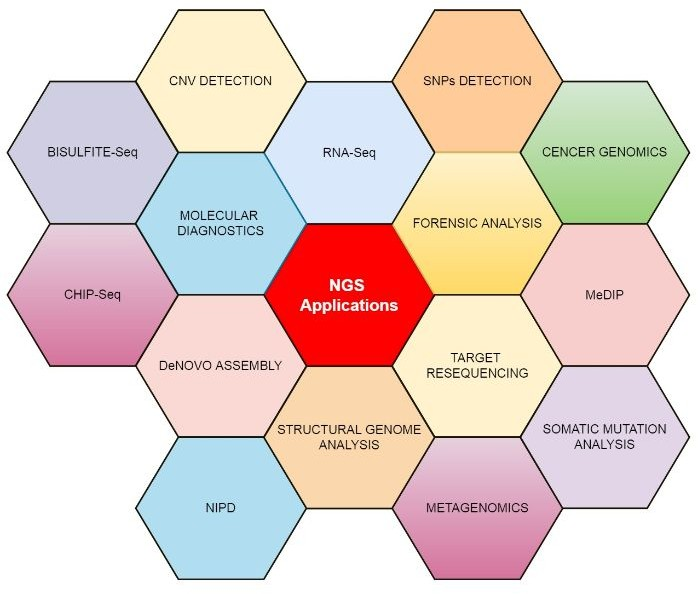 CNV DETECTION
SNPs DETECTION
BISULFITE-Seq
RNA-Seq
CENCER GENOMICS
MOLECULAR
DIAGNOSTICS
FORENSIC ANALYSIS
CHIP-Seq
NGS
Applications
MeDIP
DeNOVO ASSEMBLY
TARGET
RESEQUENCING
STRUCTURAL GENOME
ANALYSIS
SOMATIC MUTATION
ANALYSIS
NIPD
METAGENOMICS